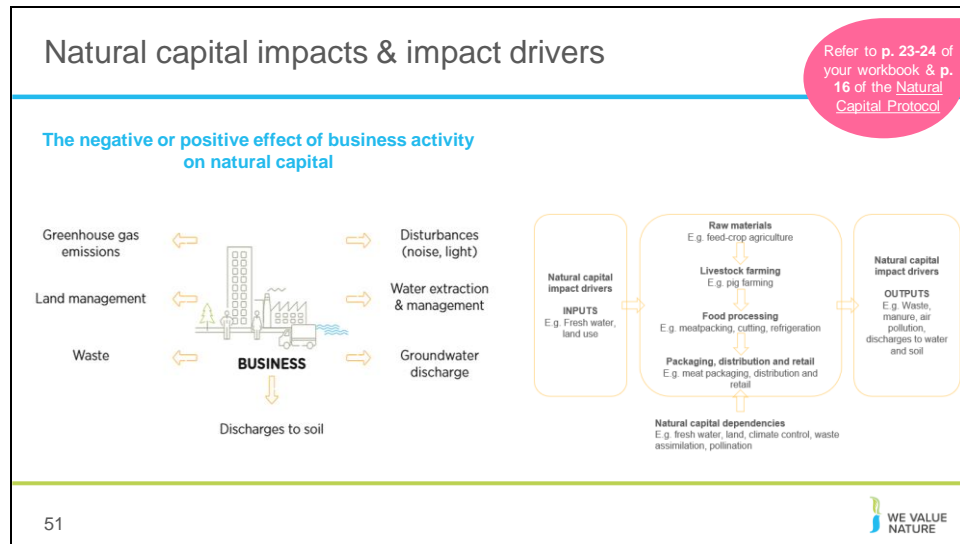 Natural capital impacts & impact drivers
Refer to p. 23-24 of
your workbook & p.
16 of the Natural
Capital Protocol
The negative or positive effect of business activity
on natural capital
Greenhouse gas
emissions
Land management
Waste
BUSINESS
Disturbances
(noise, light)
Water extraction
& management
Groundwater
discharge
Discharges to soil
Natural capital
impact drivers
INPUTS
E.g. Fresh water,
land use
Raw materials
E.g. feed-crop agriculture
Livestock farming
E.g. pig farming
Food processing
E.g. meatpacking, cutting, refrigeration
Packaging, distribution and retail
E.g. meat packaging, distribution and
retail
Natural capital
impact drivers
OUTPUTS
E.g. Waste,
manure, air
pollution,
discharges to water
and soil
Natural capital dependencies
E.g. fresh water, land, climate control, waste
assimilation, pollination
51
WE VALUE
NATURE